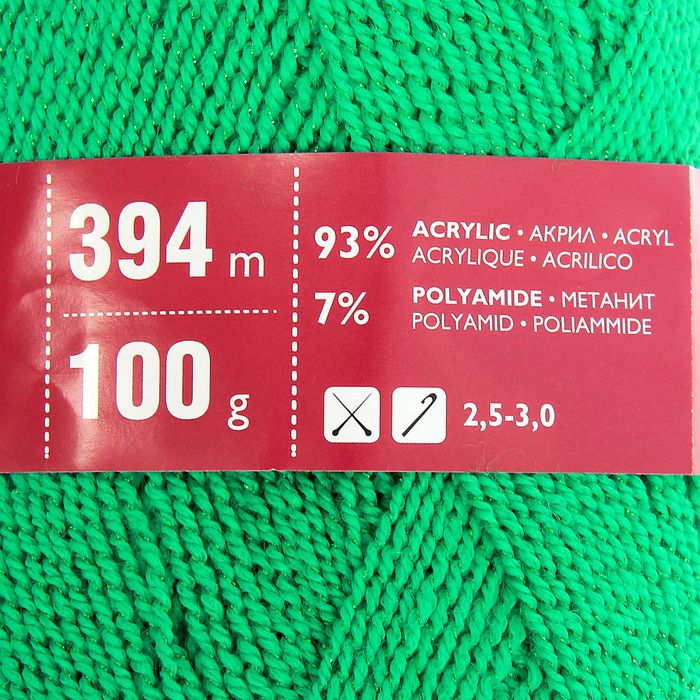 394 m
100 g
93% ACRYLIC • АКРИЛ • ACRYL
ACRYLIQUE • ACRILICO
7% POLYAMIDE • МЕТАНИТ
POLYAMID • POLIAMMIDE
2,5-3,0